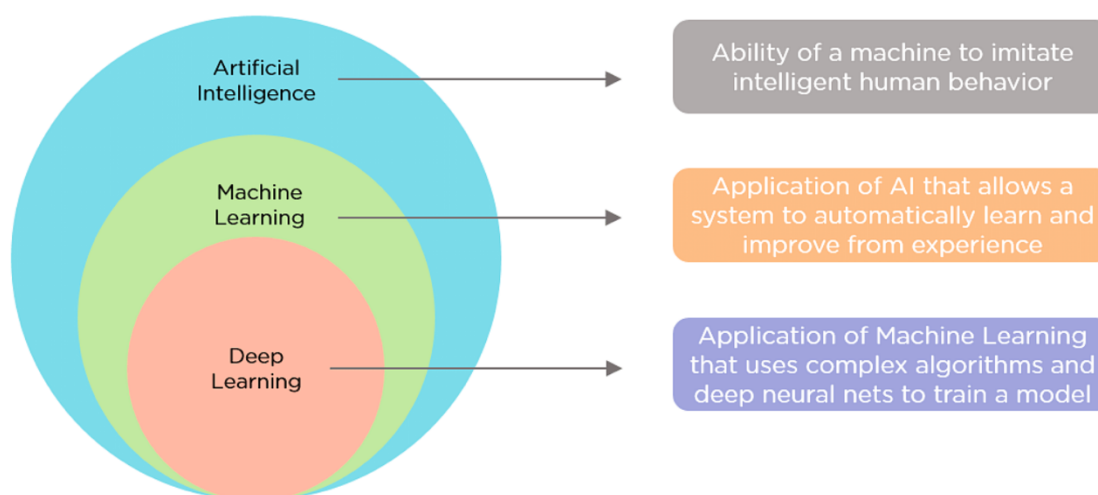 Artificial
Intelligence
Ability of a machine to imitate
intelligent human behavior
Machine
Learning
Application of AI that allows a
system to automatically learn and
improve from experience
Deep
Learning
Application of Machine Learning
that uses complex algorithms and
deep neural nets to train a model